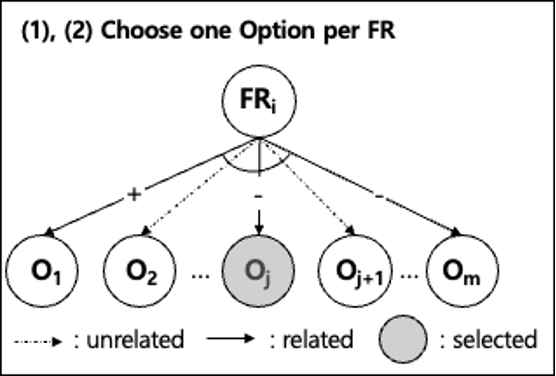 (1), (2) Choose one Option per FR
FRi
+
-
-
O1
O2
...
Oj
Oj+1
...
Om
: unrelated
: related
: selected